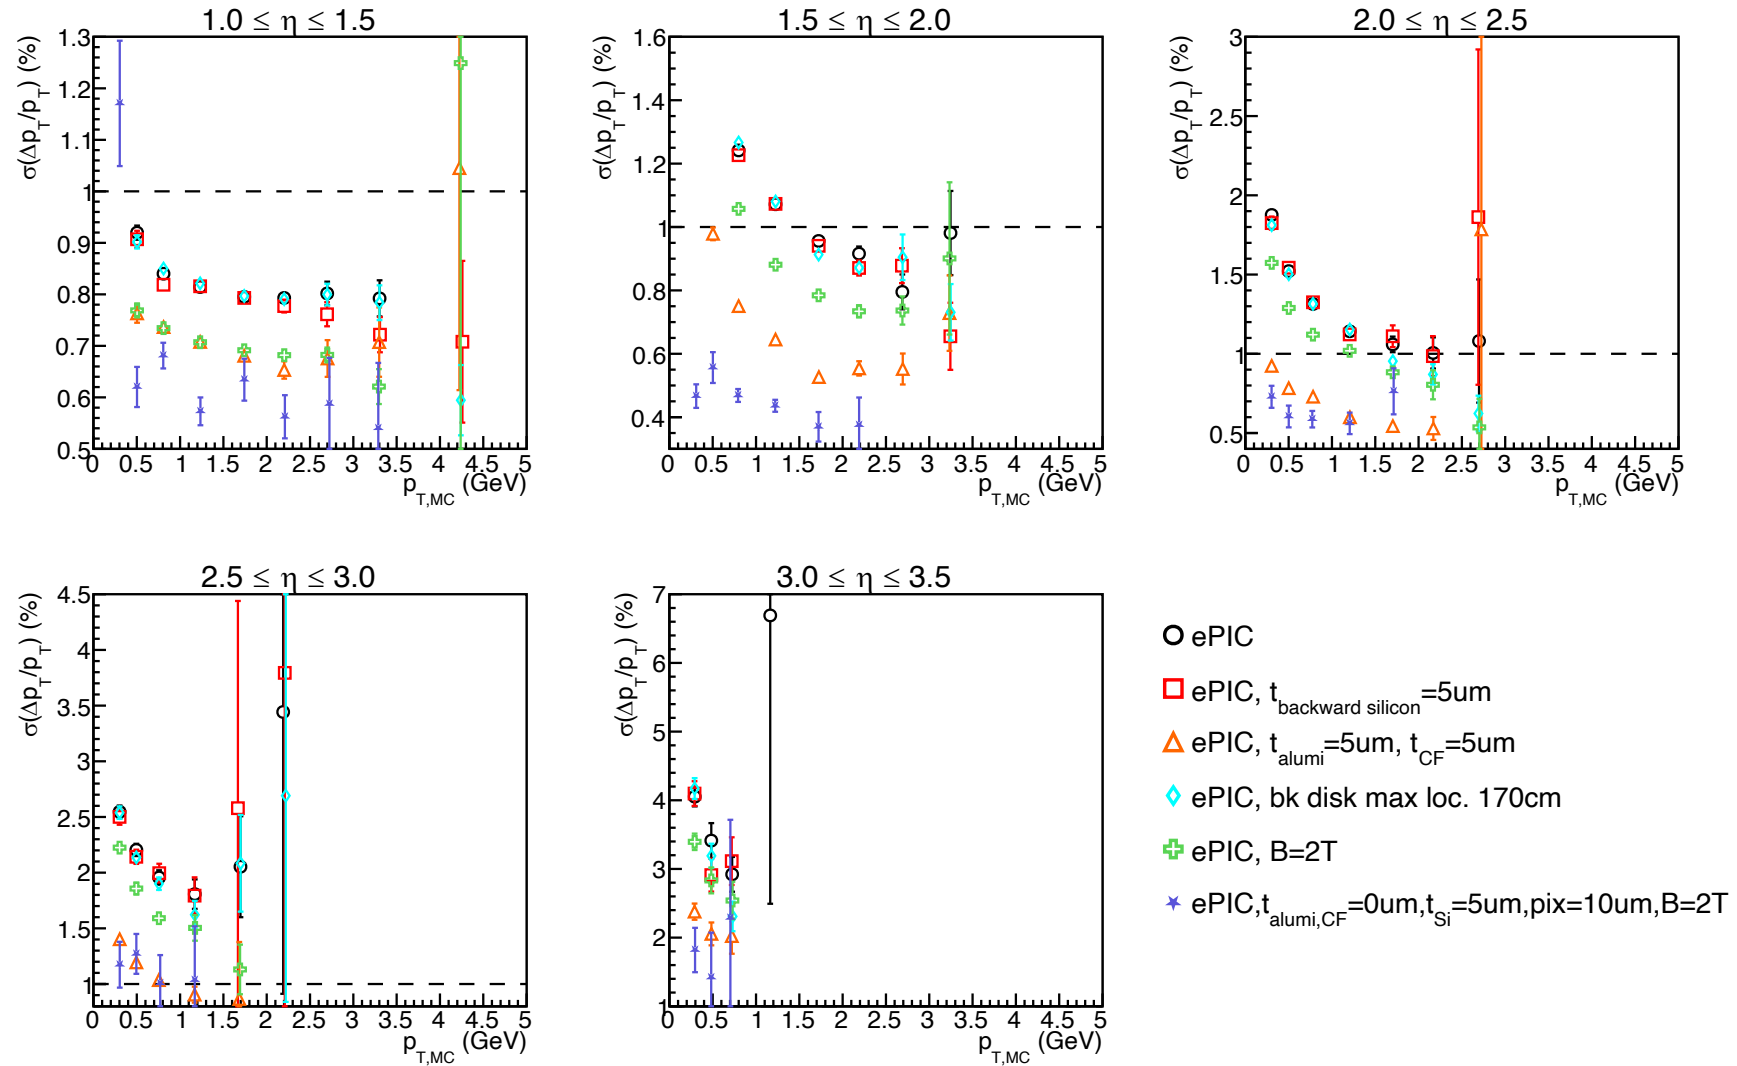 1.0 ≤ η ≤ 1.5
σ(Δp_T/p_T) (%)
1.3
1.2
1.1
1
0.9
0.8
0.7
0.6
0.5
0 0.5 1 1.5 2 2.5 3 3.5 4 4.5 5
p_T,MC (GeV)
1.5 ≤ η ≤ 2.0
σ(Δp_T/p_T) (%)
1.6
1.4
1.2
1
0.8
0.6
0.4
0 0.5 1 1.5 2 2.5 3 3.5 4 4.5 5
p_T,MC (GeV)
2.0 ≤ η ≤ 2.5
σ(Δp_T/p_T) (%)
3
2.5
2
1.5
1
0.5
0 0.5 1 1.5 2 2.5 3 3.5 4 4.5 5
p_T,MC (GeV)
2.5 ≤ η ≤ 3.0
σ(Δp_T/p_T) (%)
4.5
4
3.5
3
2.5
2
1.5
1
0 0.5 1 1.5 2 2.5 3 3.5 4 4.5 5
p_T,MC (GeV)
3.0 ≤ η ≤ 3.5
σ(Δp_T/p_T) (%)
7
6
5
4
3
2
1
0 0.5 1 1.5 2 2.5 3 3.5 4 4.5 5
p_T,MC (GeV)
ePIC
ePIC, t_backward silicon=5um
ePIC, t_alumi=5um, t_CF=5um
ePIC, bk disk max loc. 170cm
ePIC, B=2T
ePIC,t_alumi,CF=0um,t_Si=5um,pix=10um,B=2T